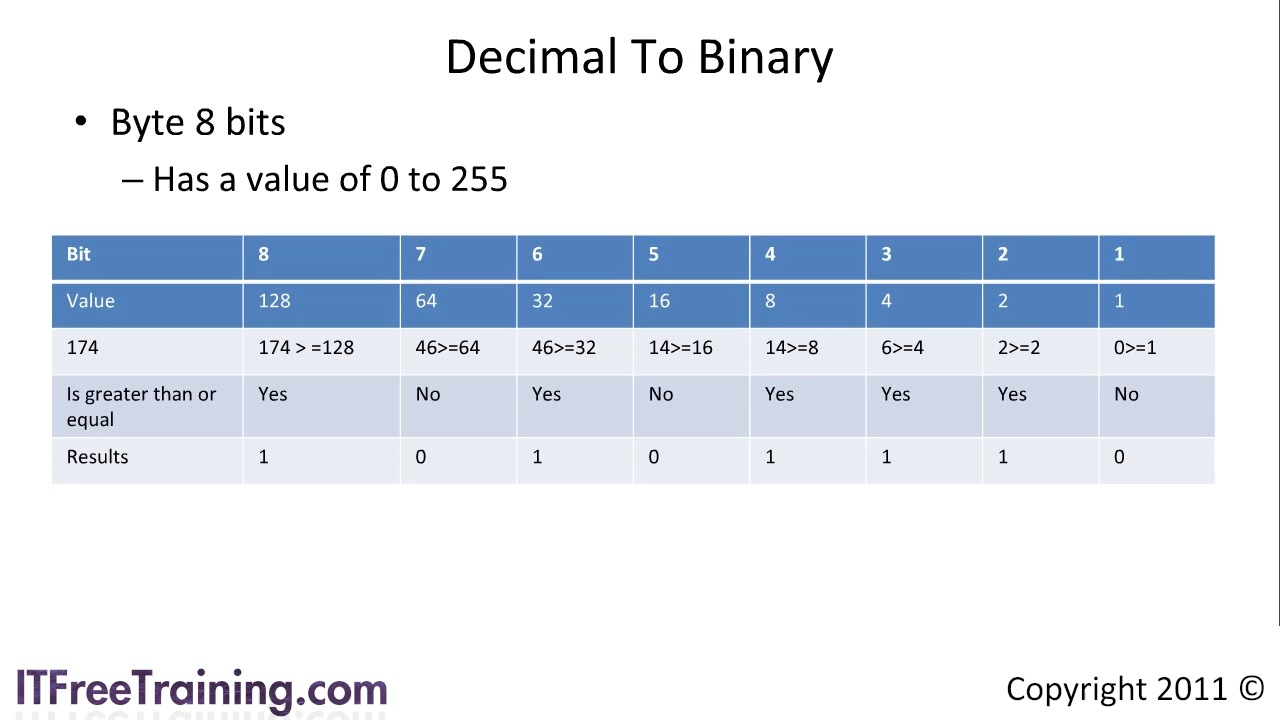 Decimal To Binary
• Byte 8 bits
– Has a value of 0 to 255
Bit 8 7 6 5 4 3 2 1
Value 128 64 32 16 8 4 2 1
174 174 > =128 46>=64 46>=32 14>=16 14>=8 6>=4 2>=2 0>=1
Is greater than or equal Yes No Yes No Yes Yes Yes No
Results 1 0 1 0 1 1 1 0
ITFreeTraining.com
Copyright 2011 ©